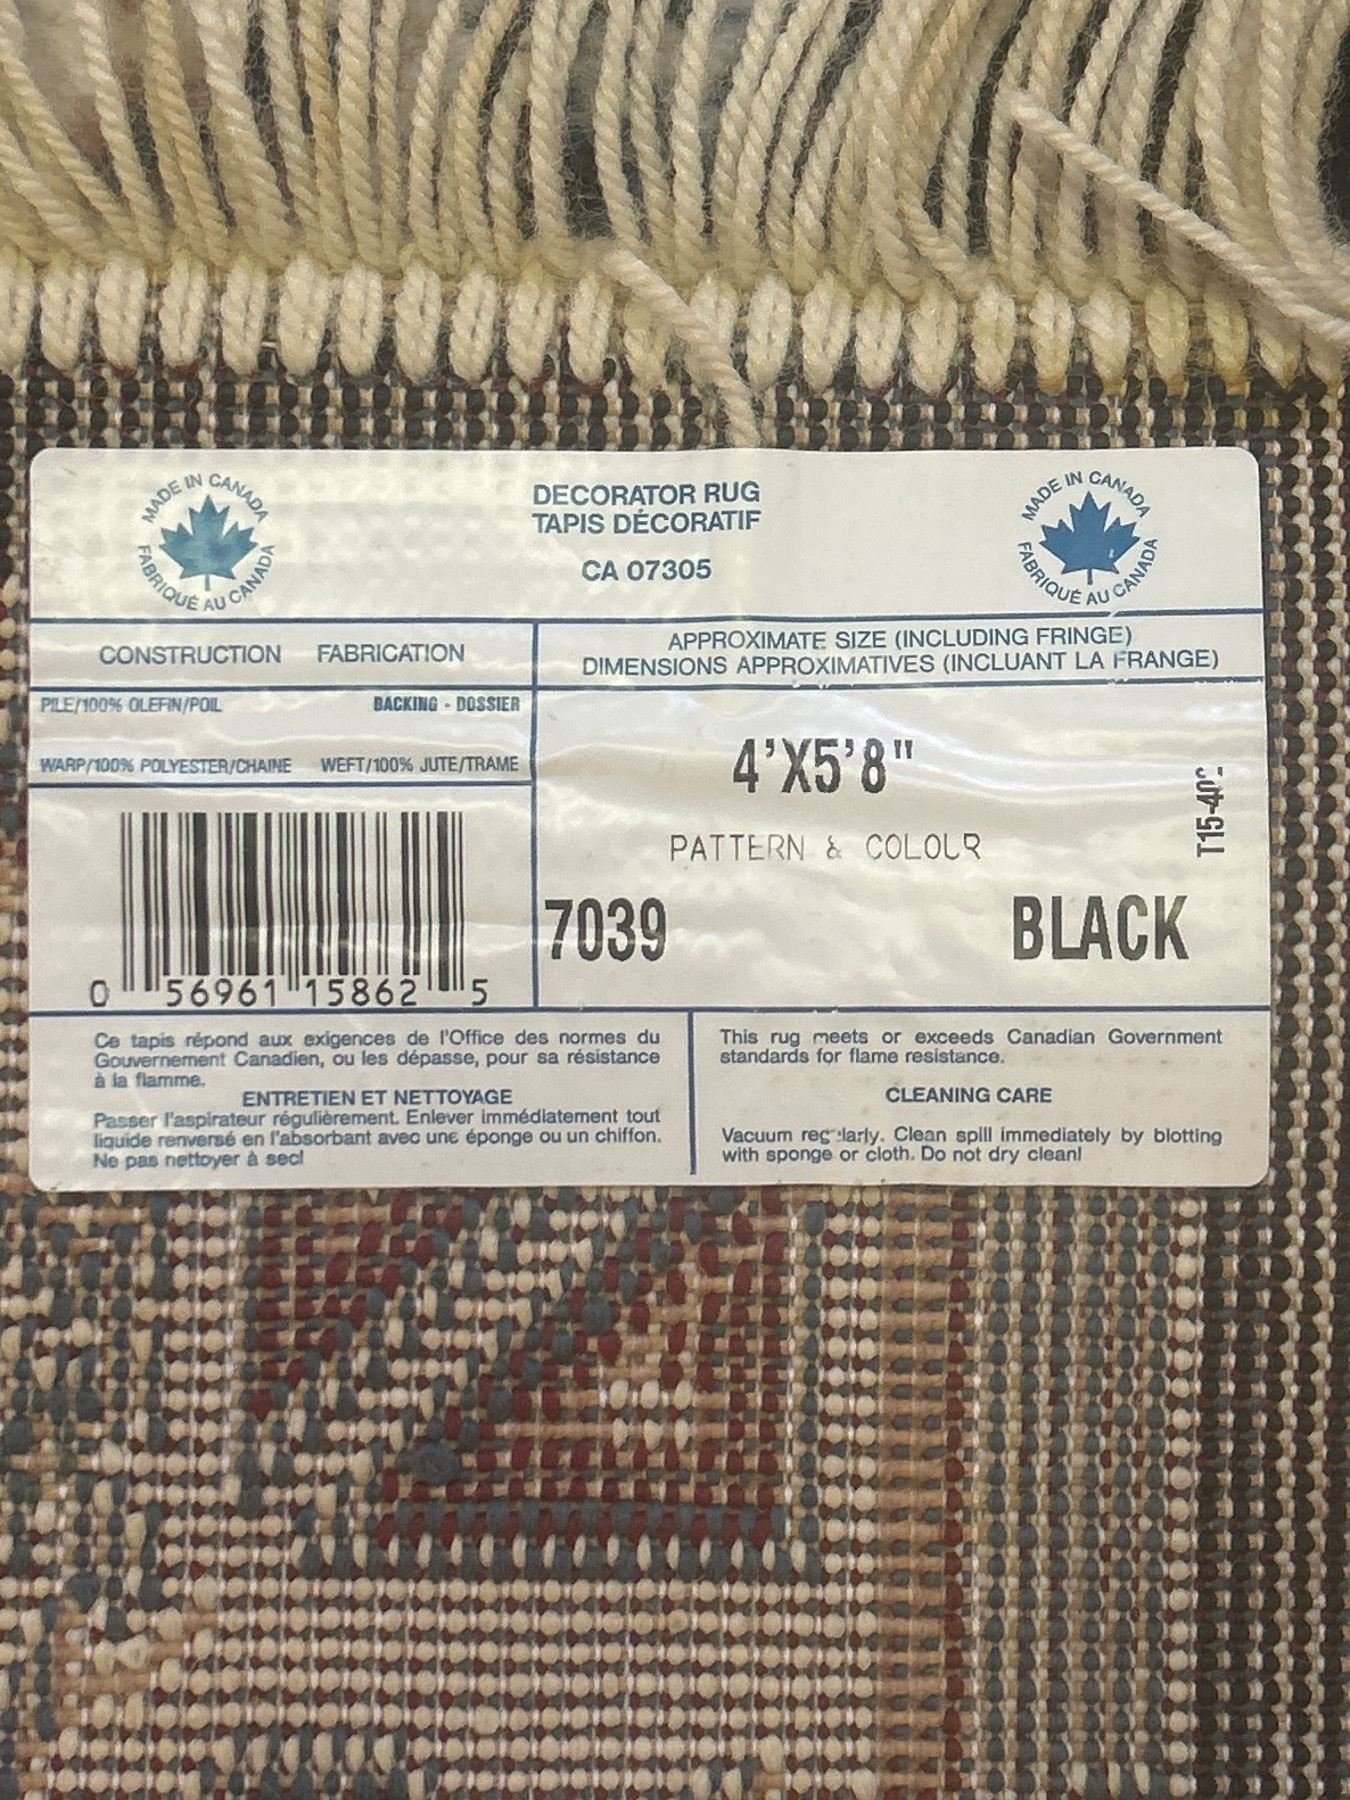 MADE IN CANADA
FABRIQUÉ AU CANADA
DECORATOR RUG
TAPIS DÉCORATIF
CA 07305
MADE IN CANADA
FABRIQUÉ AU CANADA
CONSTRUCTION FABRICATION
PILE/100% OLEFIN/POIL BACKING - DOSSIER
WARP/100% POLYESTER/CHAINE WEFT/100% JUTE/TRAME
APPROXIMATE SIZE (INCLUDING FRINGE)
DIMENSIONS APPROXIMATIVES (INCLUANT LA FRANGE)
4'X5'8"
PATTERN & COLOUR
7039 BLACK
0 56961 15862 5
Ce tapis répond aux exigences de l'Office des normes du
Gouvernement Canadien, ou les dépasse, pour sa résistance
à la flamme.
ENTRETIEN ET NETTOYAGE
Passer l'aspirateur régulièrement. Enlever immédiatement tout
liquide renversé en l'absorbant avec une éponge ou un chiffon.
Ne pas nettoyer à sec!
This rug meets or exceeds Canadian Government
standards for flame resistance.
CLEANING CARE
Vacuum regularly. Clean spill immediately by blotting
with sponge or cloth. Do not dry clean!